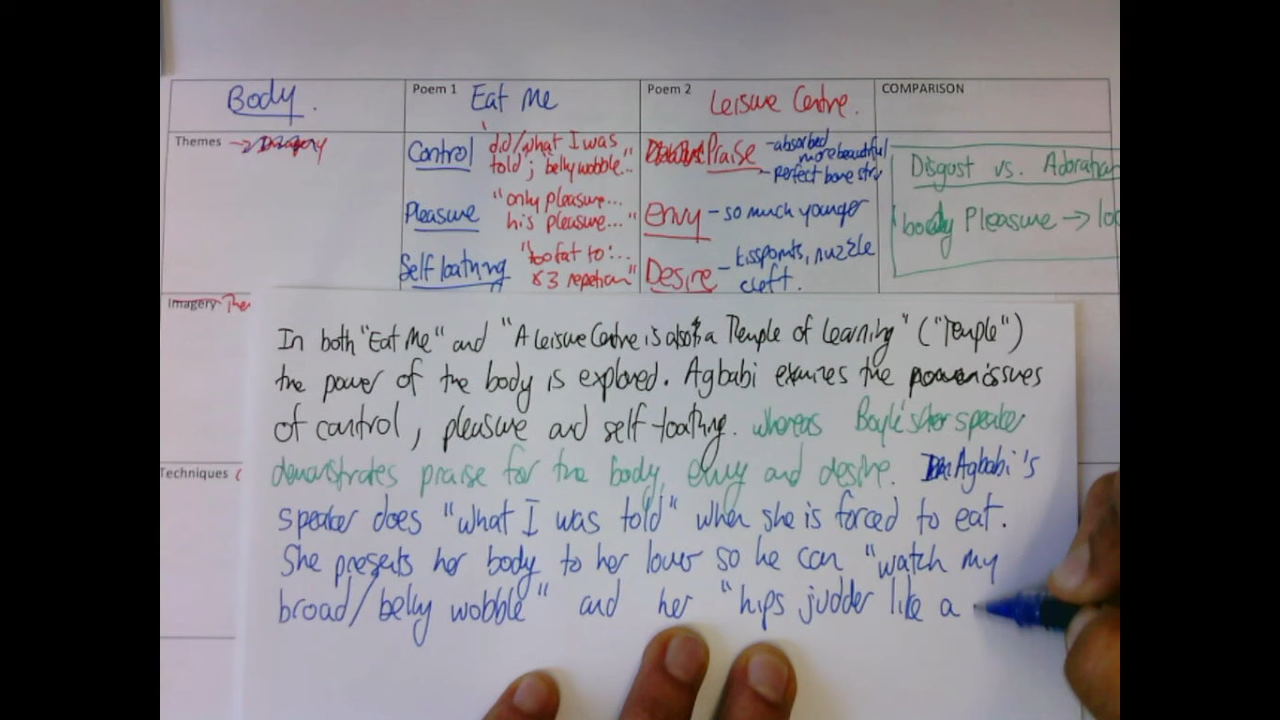 Body.
Poem 1 Eat Me
Poem 2 Leisure Centre.
COMPARISON
Themes →
Control "did/what I was
told; belly wobble.."
Pleasure "only pleasure...
his pleasure..."
Self loathing "too fat to:..
x3 repetion"
Praise - absorbed
more beautiful
- Perfect bone str
Envy - so much younger
Desire - kisspoints, nuzzle
cleft.
Disgust vs. Adoration
Pleasure →
Imagery The
Techniques (
In both "Eat Me" and "A Leisure Centre is also a Temple of Learning" ("Temple")
the power of the body is explored. Agbabi the issues
of control, pleasure and self-loathing. whereas speaker
demonstrates praise for the body, envy and desire. Agbabi's
speaker does "what I was told" when she is forced to eat.
She presents her body to her lover so he can "watch my
broad/belly wobble" and her "hips judder like a